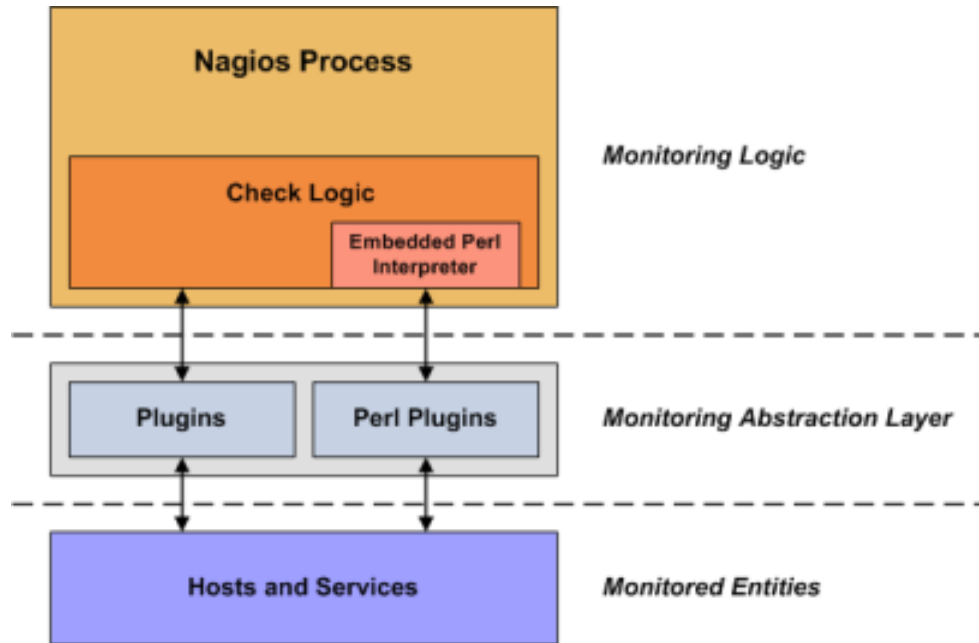 Nagios Process
Monitoring Logic
Check Logic
Embedded Perl
Interpreter
Plugins
Perl Plugins
Monitoring Abstraction Layer
Hosts and Services
Monitored Entities